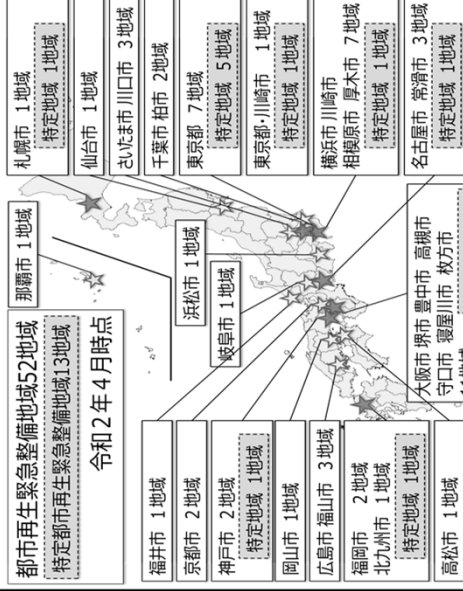 都市再生緊急整備地域52地域
特定都市再生緊急整備地域13地域
令和2年4月時点
那覇市 1地域
札幌市 1地域
特定地域 1地域
仙台市 1地域
さいたま市 川口市 3地域
千葉市 柏市 2地域
東京都 7地域
特定地域 5地域
東京都・川崎市 1地域
特定地域 1地域
横浜市 川崎市
相模原市 厚木市 7地域
特定地域 1地域
名古屋市 常滑市 3地域
特定地域 1地域
浜松市 1地域
岐阜市 1地域
福井市 1地域
京都市 2地域
神戸市 2地域
特定地域 1地域
岡山市 1地域
広島市 福山市 3地域
福岡市 2地域
北九州市 1地域
特定地域 1地域
高松市 1地域
大阪市 堺市 豊中市 高槻市
守口市 寝屋川市 枚方市